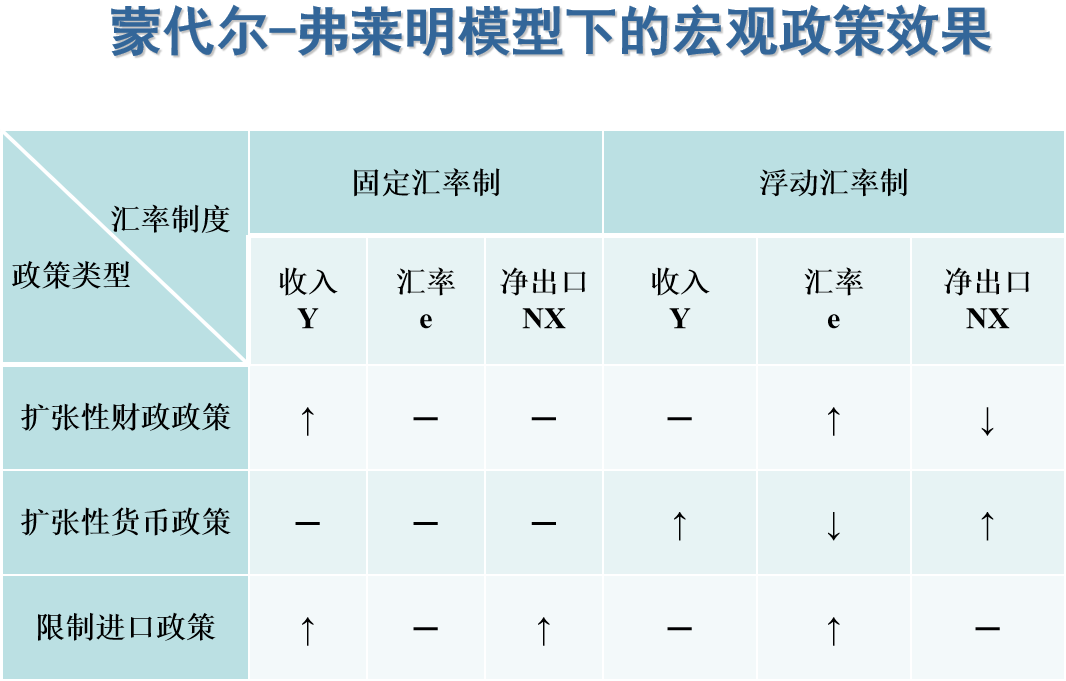 蒙代尔-弗莱明模型下的宏观政策效果
汇率制度
政策类型
固定汇率制
浮动汇率制
收入
Y
汇率
e
净出口
NX
收入
Y
汇率
e
净出口
NX
扩张性财政政策 ↑ — — — ↑ ↓
扩张性货币政策 — — — ↑ ↓ ↑
限制进口政策 ↑ — ↑ — ↑ —